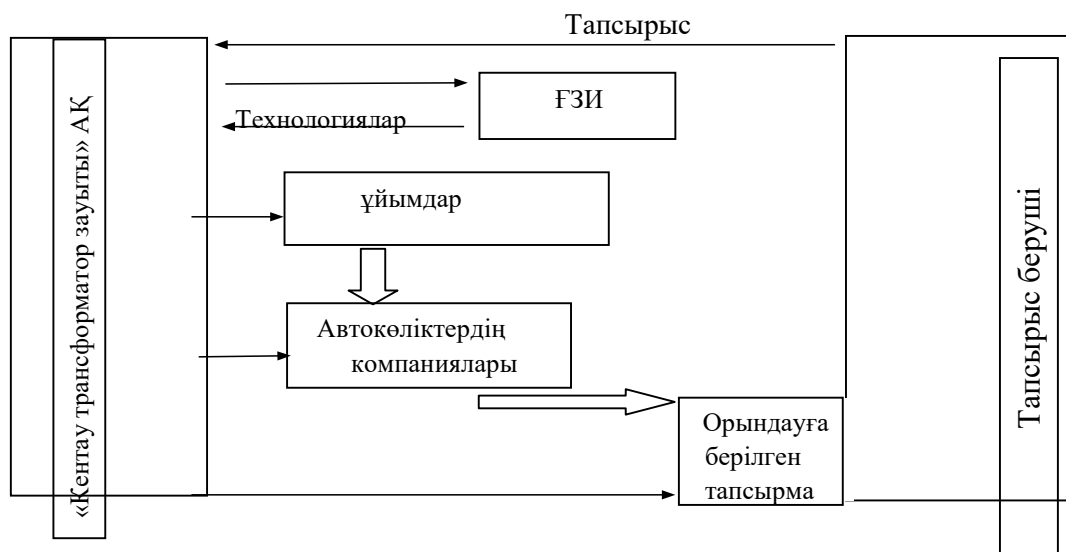 Тапсырыс
«Кентау трансформатор зауыты» АҚ
ҒЗИ
Технологиялар
ұйымдар
Автокөліктердің
компаниялары
Орындауға
берілген
тапсырма
Тапсырыс беруші